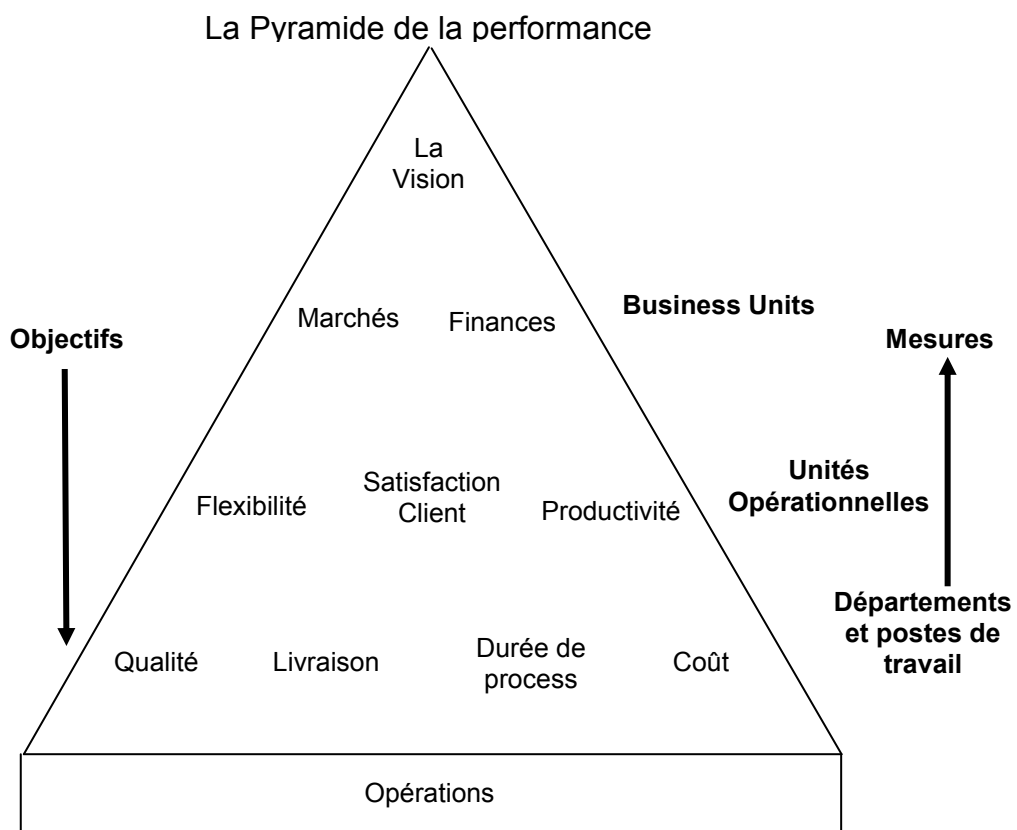 La Pyramide de la performance
La
Vision
Business Units
Marchés
Finances
Objectifs
Mesures
Unités
Opérationnelles
Satisfaction
Client
Flexibilité
Productivité
Départements
et postes de
travail
Qualité
Livraison
Durée de
process
Coût
Opérations